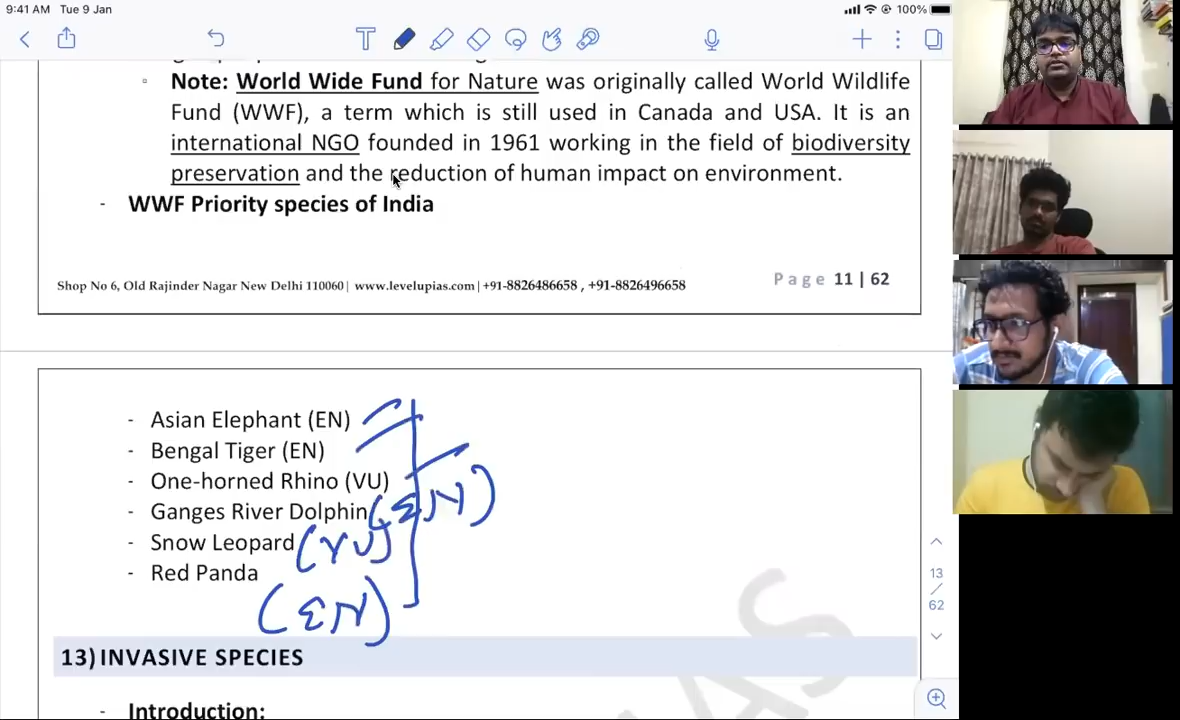 9:41 AM Tue 9 Jan
100%
Note: World Wide Fund for Nature was originally called World Wildlife
Fund (WWF), a term which is still used in Canada and USA. It is an
international NGO founded in 1961 working in the field of biodiversity
preservation and the reduction of human impact on environment.
- WWF Priority species of India
Shop No 6, Old Rajinder Nagar New Delhi 110060| www.levelupias.com|+91-8826486658 , +91-8826496658
Page 11 | 62
- Asian Elephant (EN)
- Bengal Tiger (EN)
- One-horned Rhino (VU)
- Ganges River Dolphin (EN)
- Snow Leopard (VU)
- Red Panda
(EN)
13
/
62
13) INVASIVE SPECIES
- Introduction: